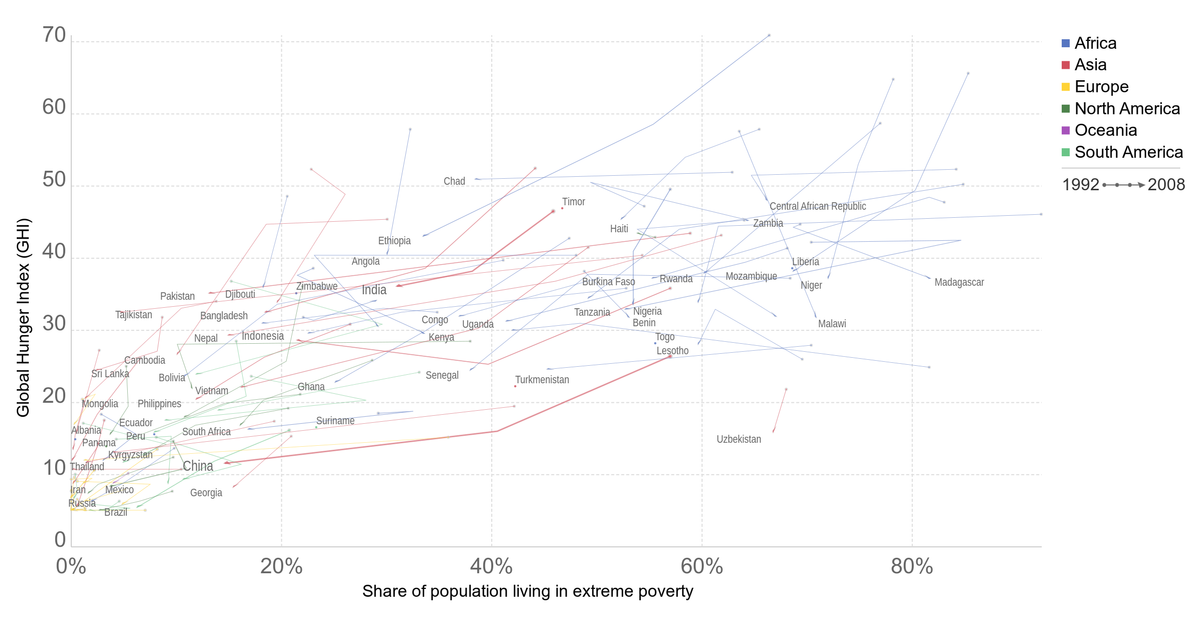 70
60
50
40
30
20
10
0
0%
20%
40%
60%
80%
Global Hunger Index (GHI)
Share of population living in extreme poverty
Africa
Asia
Europe
North America
Oceania
South America
1992
2008
Chad
Timor
Central African Republic
Zambia
Haiti
Ethiopia
Angola
Liberia
Mozambique
Madagascar
Niger
Rwanda
Burkina Faso
India
Zimbabwe
Pakistan
Djibouti
Tajikistan
Bangladesh
Congo
Uganda
Tanzania
Nigeria
Benin
Malawi
Nepal
Indonesia
Kenya
Togo
Lesotho
Cambodia
Sri Lanka
Bolivia
Vietnam
Ghana
Senegal
Turkmenistan
Mongolia
Philippines
Ecuador
Albania
Peru
South Africa
Suriname
Panama
Uzbekistan
Kyrgyzstan
Thailand
China
Iran
Mexico
Georgia
Russia
Brazil